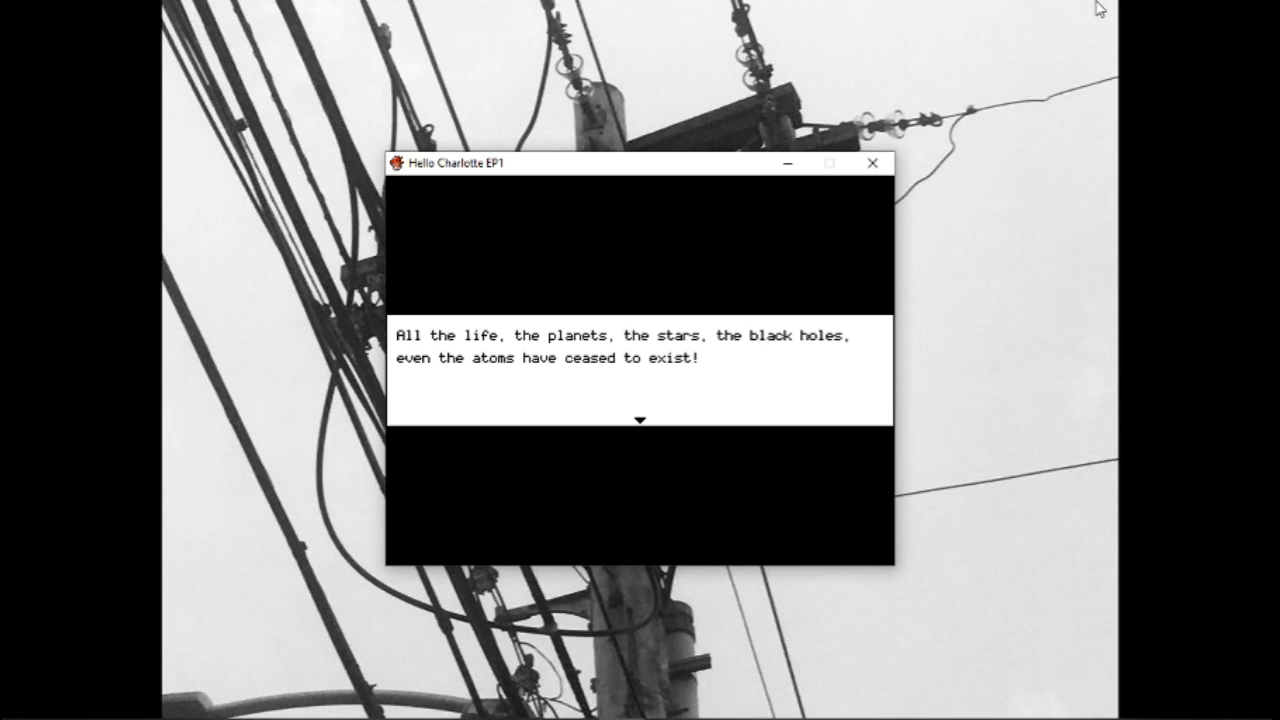 Hello Charlotte EP1
All the life, the planets, the stars, the black holes,
even the atoms have ceased to exist!